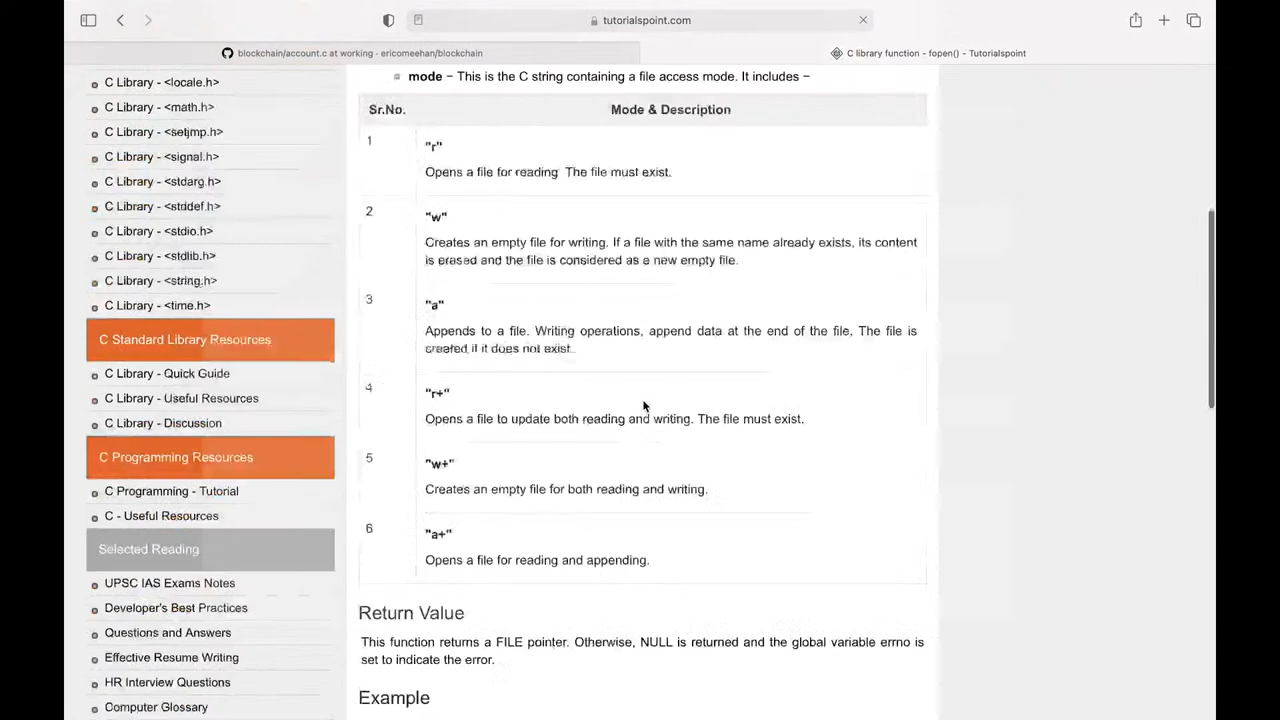 tutorialspoint.com
blockchain/account.c at working · ericomeehan/blockchain
C library function - fopen() - Tutorialspoint
C Library - <locale.h>
C Library - <math.h>
C Library - <setjmp.h>
C Library - <signal.h>
C Library - <stdarg.h>
C Library - <stddef.h>
C Library - <stdio.h>
C Library - <stdlib.h>
C Library - <string.h>
C Library - <time.h>
C Standard Library Resources
C Library - Quick Guide
C Library - Useful Resources
C Library - Discussion
C Programming Resources
C Programming - Tutorial
C - Useful Resources
Selected Reading
UPSC IAS Exams Notes
Developer's Best Practices
Questions and Answers
Effective Resume Writing
HR Interview Questions
Computer Glossary
mode − This is the C string containing a file access mode. It includes −
Sr.No. Mode & Description
1
"r"
Opens a file for reading. The file must exist.
2
"w"
Creates an empty file for writing. If a file with the same name already exists, its content
is erased and the file is considered as a new empty file.
3
"a"
Appends to a file. Writing operations, append data at the end of the file. The file is
created if it does not exist.
4
"r+"
Opens a file to update both reading and writing. The file must exist.
5
"w+"
Creates an empty file for both reading and writing.
6
"a+"
Opens a file for reading and appending.
Return Value
This function returns a FILE pointer. Otherwise, NULL is returned and the global variable errno is
set to indicate the error.
Example